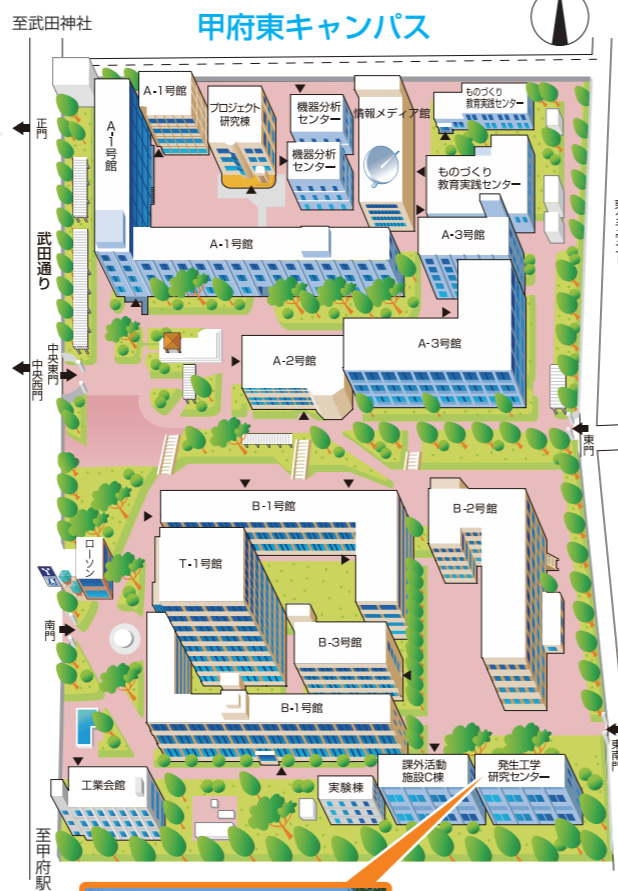 至武田神社
甲府東キャンパス
A-1号館
A-1号館
プロジェクト
研究棟
機器分析
センター
機器分析
センター
情報メディア館
ものづくり
教育実践センター
ものづくり
教育実践センター
正門
武田通り
A-1号館
A-3号館
A-3号館
A-2号館
中央東門
中央西門
東門
B-1号館
B-2号館
T-1号館
ローソン
南門
B-3号館
B-1号館
東南門
工業会館
実験棟
課外活動
施設C棟
発生工学
研究センター
至甲府駅